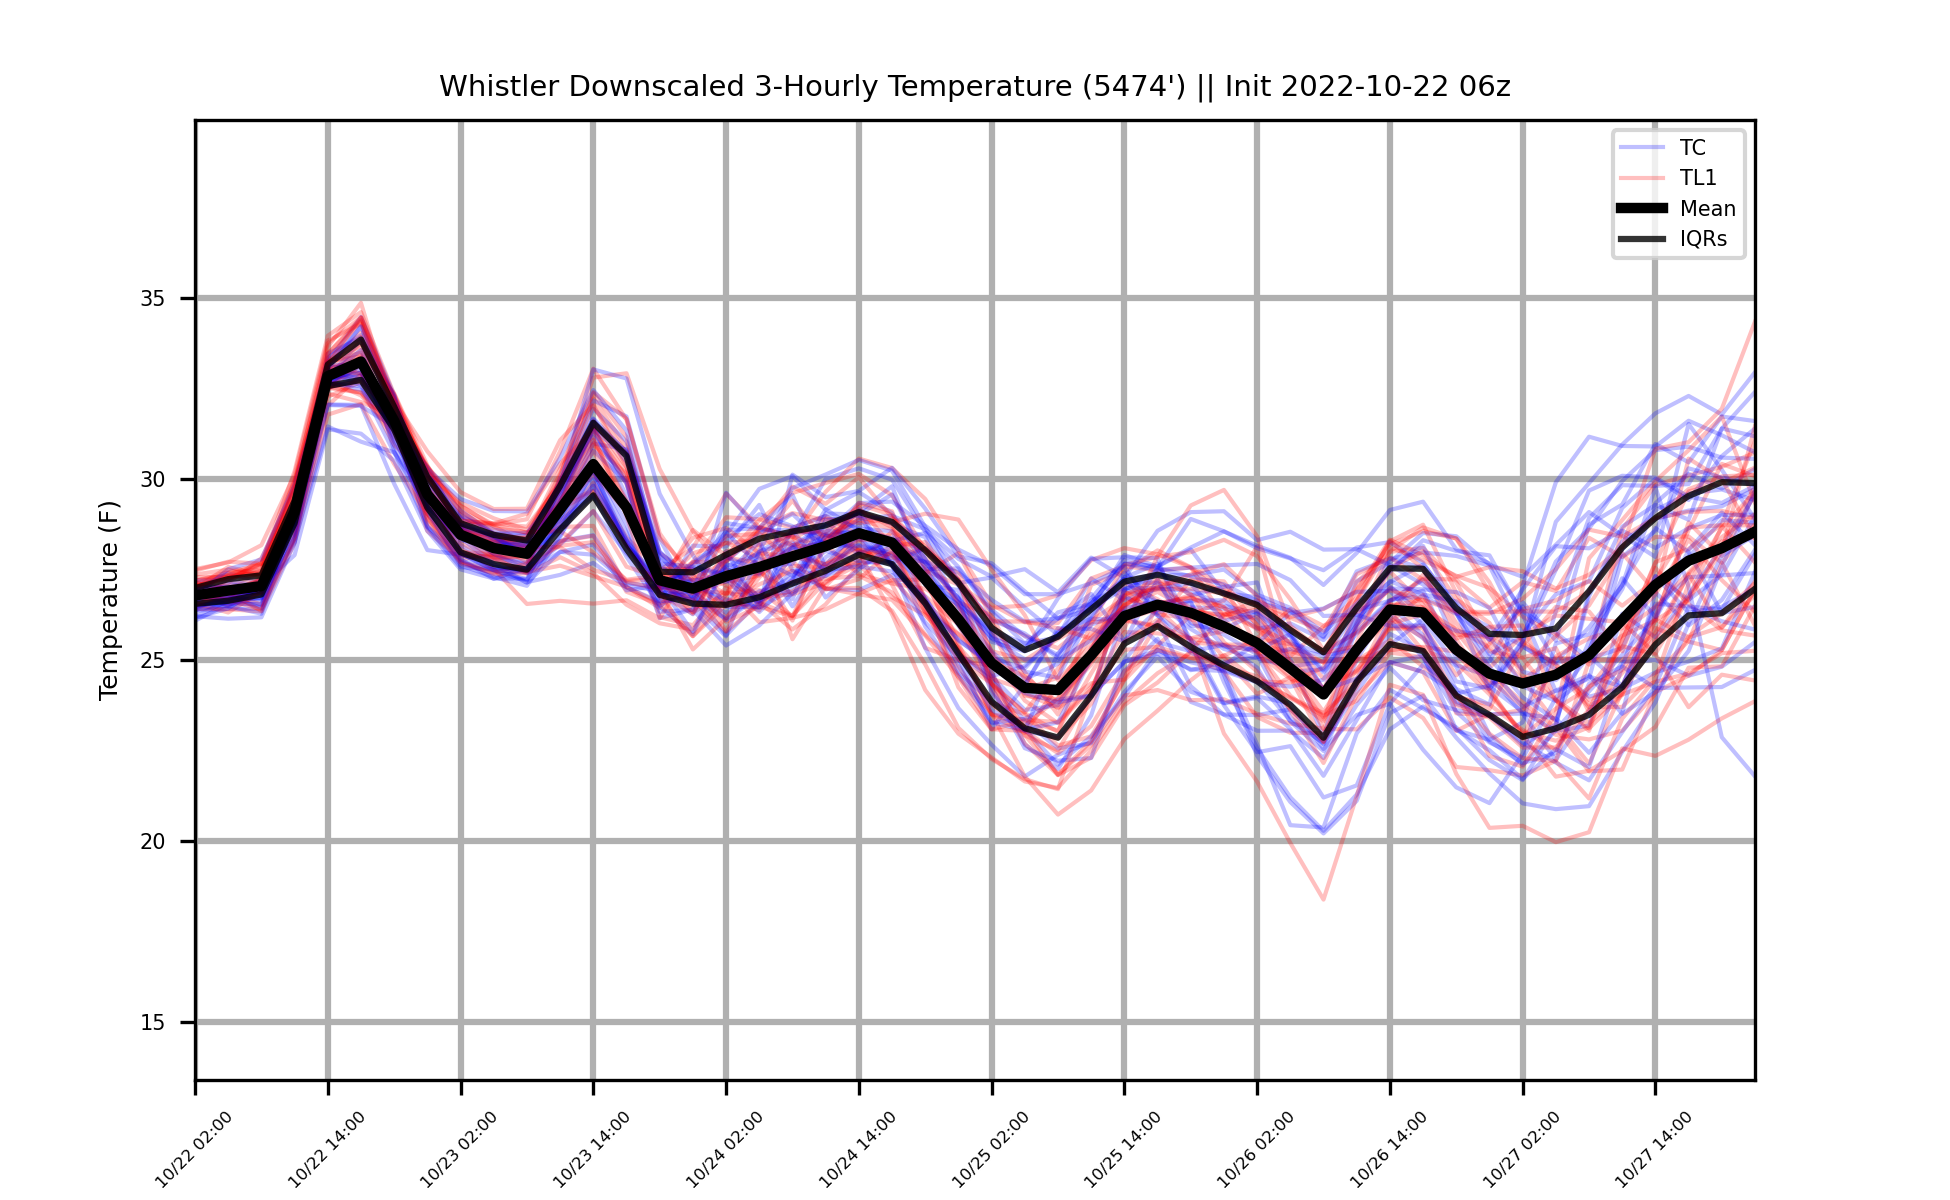 Whistler Downscaled 3-Hourly Temperature (5474') || Init 2022-10-22 06z
TC
TL1
Mean
IQRs
Temperature (F)
35
30
25
20
15
10/22 02:00
10/22 14:00
10/23 02:00
10/23 14:00
10/24 02:00
10/24 14:00
10/25 02:00
10/25 14:00
10/26 02:00
10/26 14:00
10/27 02:00
10/27 14:00